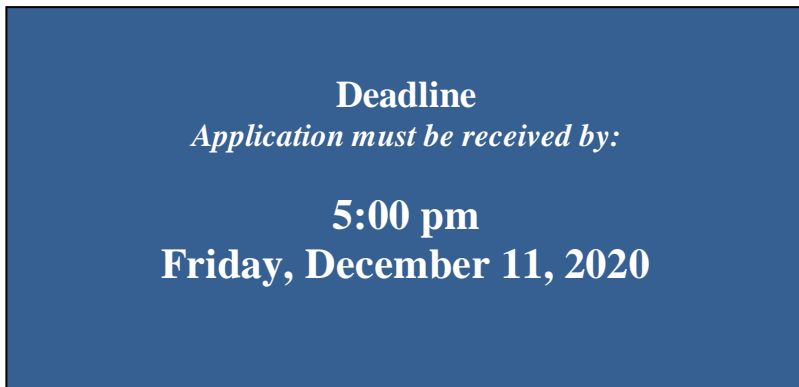 Deadline
Application must be received by:
5:00 pm
Friday, December 11, 2020